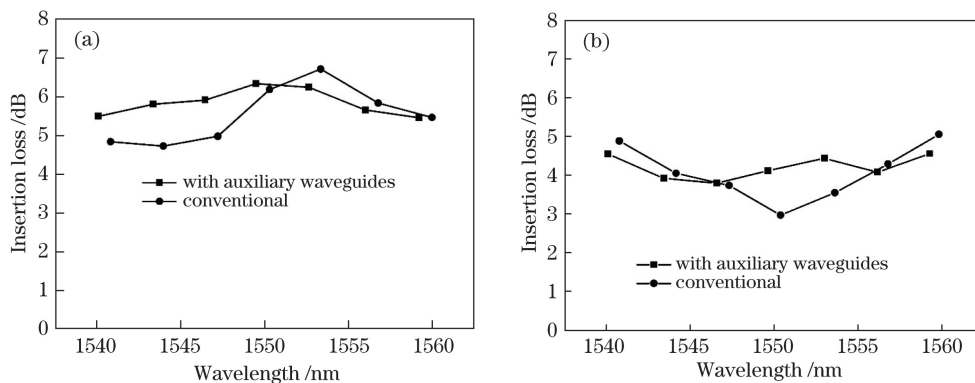 (a)
8
7
6
5
4
3
2
1
0
Insertion loss /dB
with auxiliary waveguides
conventional
1540 1545 1550 1555 1560
Wavelength /nm
(b)
8
7
6
5
4
3
2
1
0
Insertion loss /dB
with auxiliary waveguides
conventional
1540 1545 1550 1555 1560
Wavelength /nm